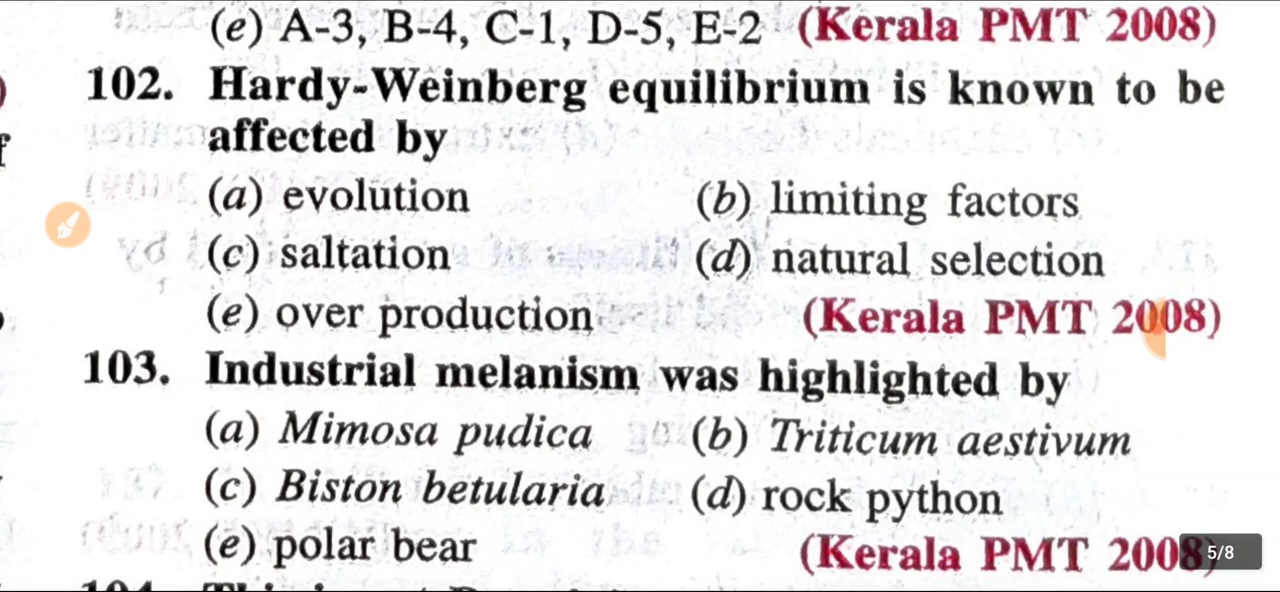 (e) A-3, B-4, C-1, D-5, E-2 (Kerala PMT 2008)
102. Hardy-Weinberg equilibrium is known to be
affected by
(a) evolution (b) limiting factors
(c) saltation (d) natural selection
(e) over production (Kerala PMT 2008)
103. Industrial melanism was highlighted by
(a) Mimosa pudica (b) Triticum aestivum
(c) Biston betularia (d) rock python
(e) polar bear (Kerala PMT 2008)
5/8